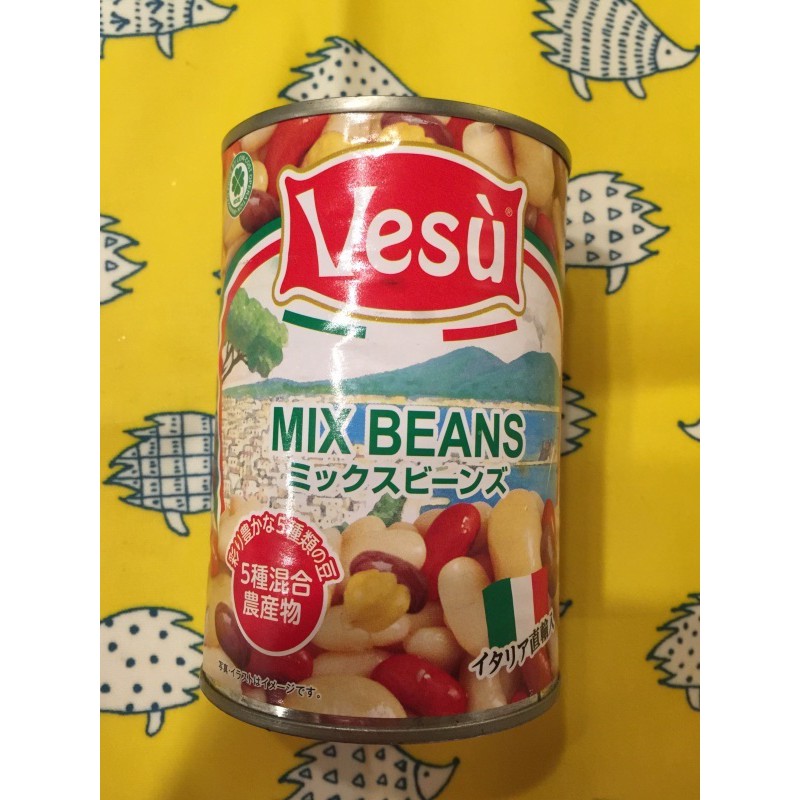 Vesù®
MIX BEANS
ミックスビーンズ
彩り豊かな5種類の豆
5種混合
農産物
イタリア直輸入
写真・イラストはイメージです。